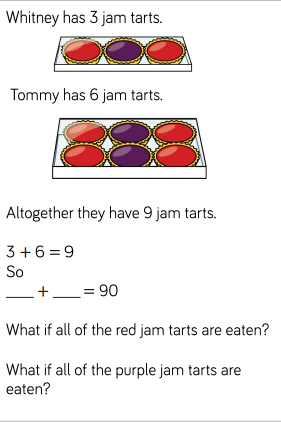 Whitney has 3 jam tarts.
Tommy has 6 jam tarts.
Altogether they have 9 jam tarts.
3 + 6 = 9
So
___ + ___ = 90
What if all of the red jam tarts are eaten?
What if all of the purple jam tarts are
eaten?